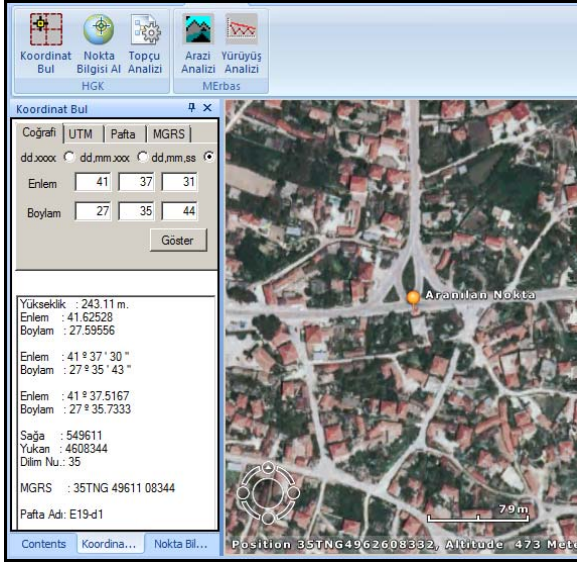 Koordinat Bul
Nokta Bilgisi Al
Topçu Analizi
Arazi Analizi
Yürüyüş Analizi
HGK
MErbas
Koordinat Bul
Coğrafi UTM Pafta MGRS
dd.xxxx dd,mm.xxx dd,mm,ss
Enlem 41 37 31
Boylam 27 35 44
Göster
Yükseklik : 243.11 m.
Enlem : 41.62528
Boylam : 27.59556
Enlem : 41 º 37 ' 30 "
Boylam : 27 º 35 ' 43 "
Enlem : 41 º 37.5167
Boylam : 27 º 35.7333
Sağa : 549611
Yukarı : 4608344
Dilim Nu.: 35
MGRS : 35TNG 49611 08344
Pafta Adı: E19-d1
Contents Koordina... Nokta Bil...
Aranılan Nokta
79m
Position 35TNG4962608332, Altitude 473 Mete